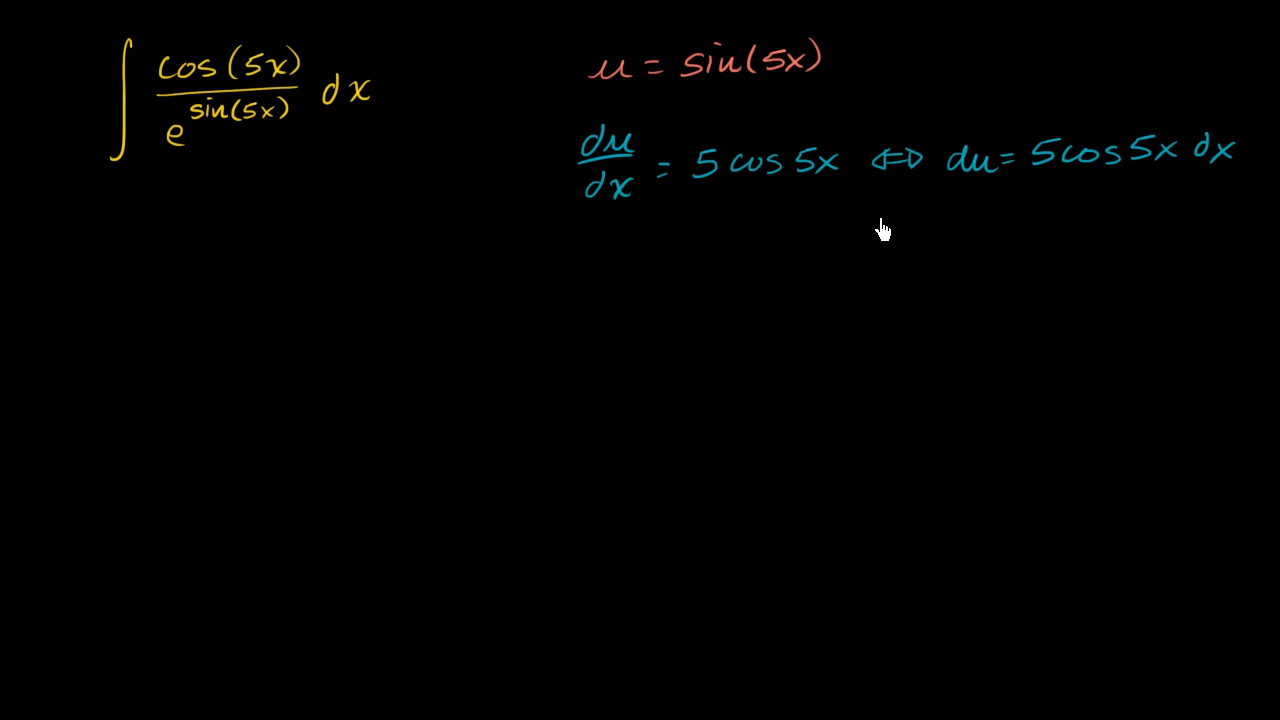 ∫ cos(5x) / e^sin(5x) dx
u = sin(5x)
du/dx = 5 cos 5x ⇔ du = 5 cos 5x dx